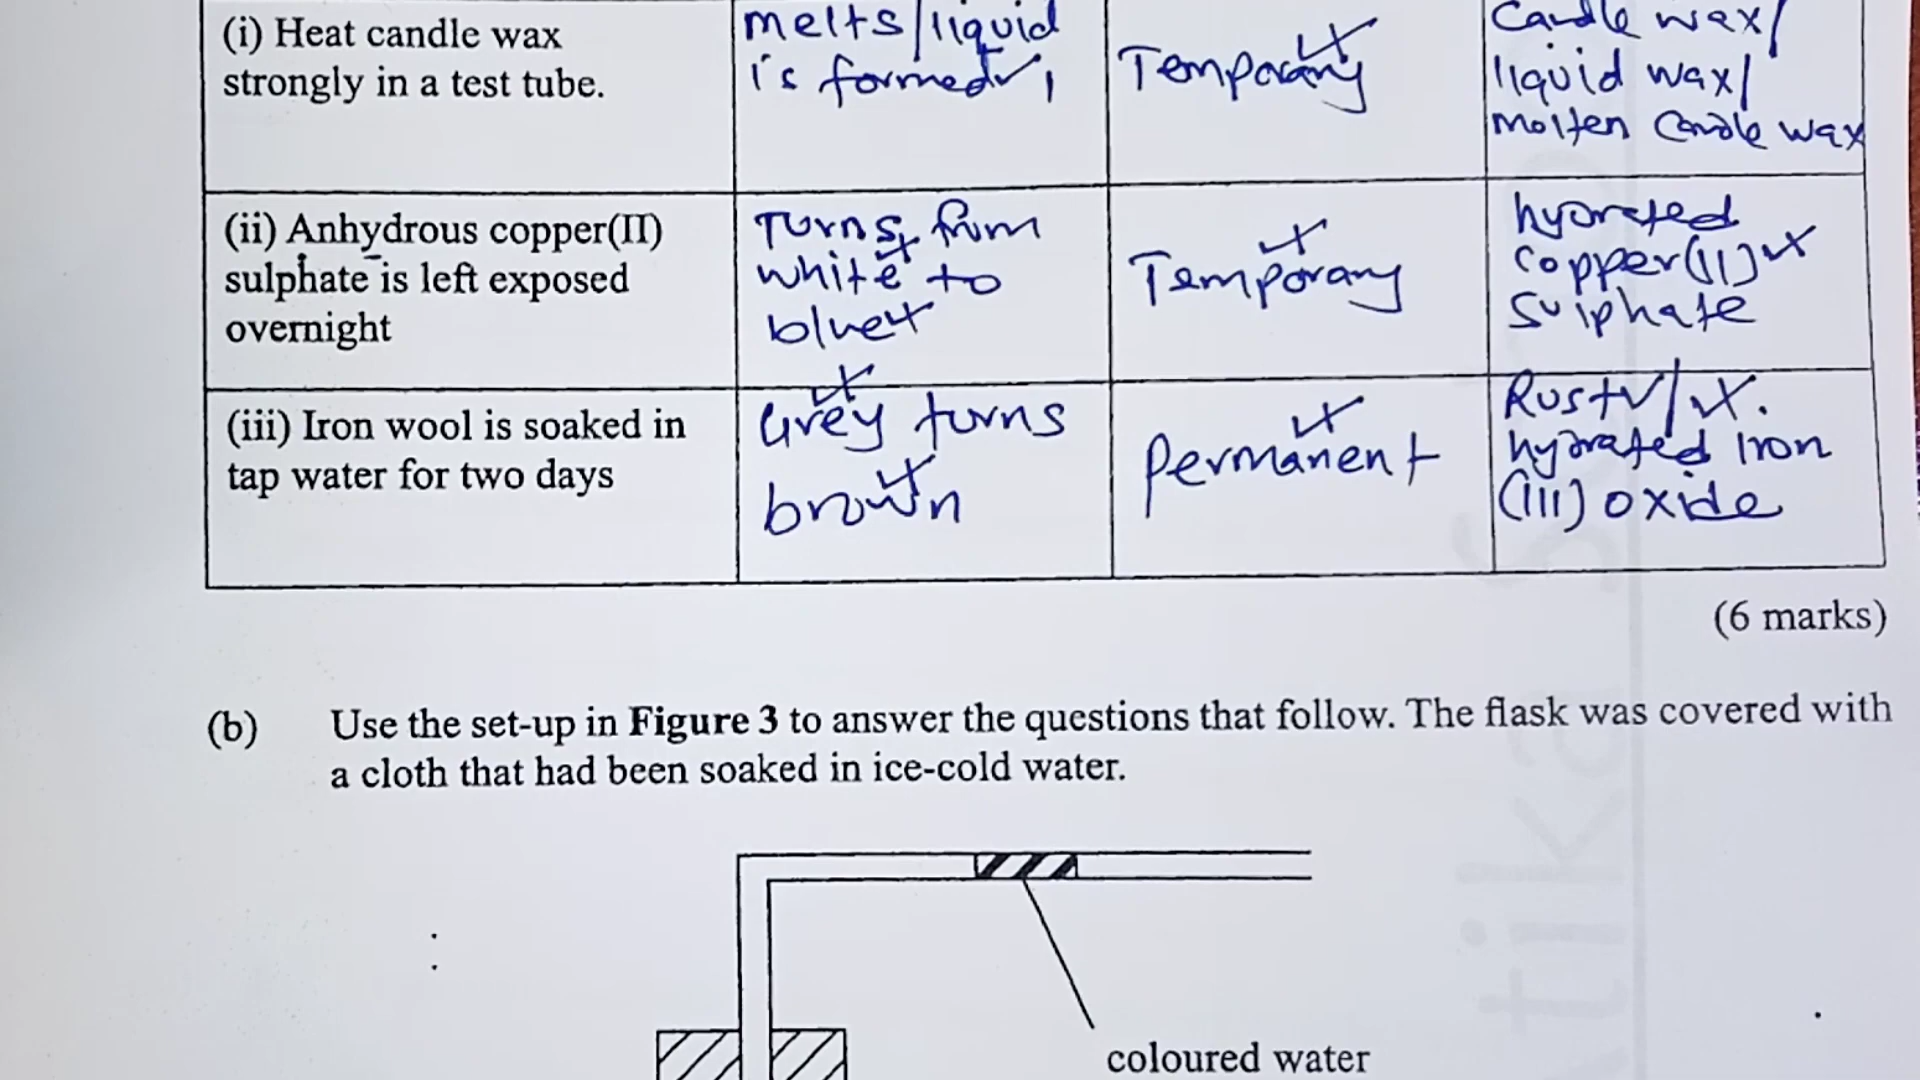 (i) Heat candle wax
strongly in a test tube.
melts/liquid
is formed
Temporary
Candle wax/
liquid wax/
molten candle wax
(ii) Anhydrous copper(II)
sulphate is left exposed
overnight
Turns from
white to
blue
Temporary
hydrated
copper(II)
sulphate
(iii) Iron wool is soaked in
tap water for two days
Grey turns
brown
permanent
Rust/
hydrated Iron
(III) oxide
(6 marks)
(b) Use the set-up in Figure 3 to answer the questions that follow. The flask was covered with
a cloth that had been soaked in ice-cold water.
coloured water